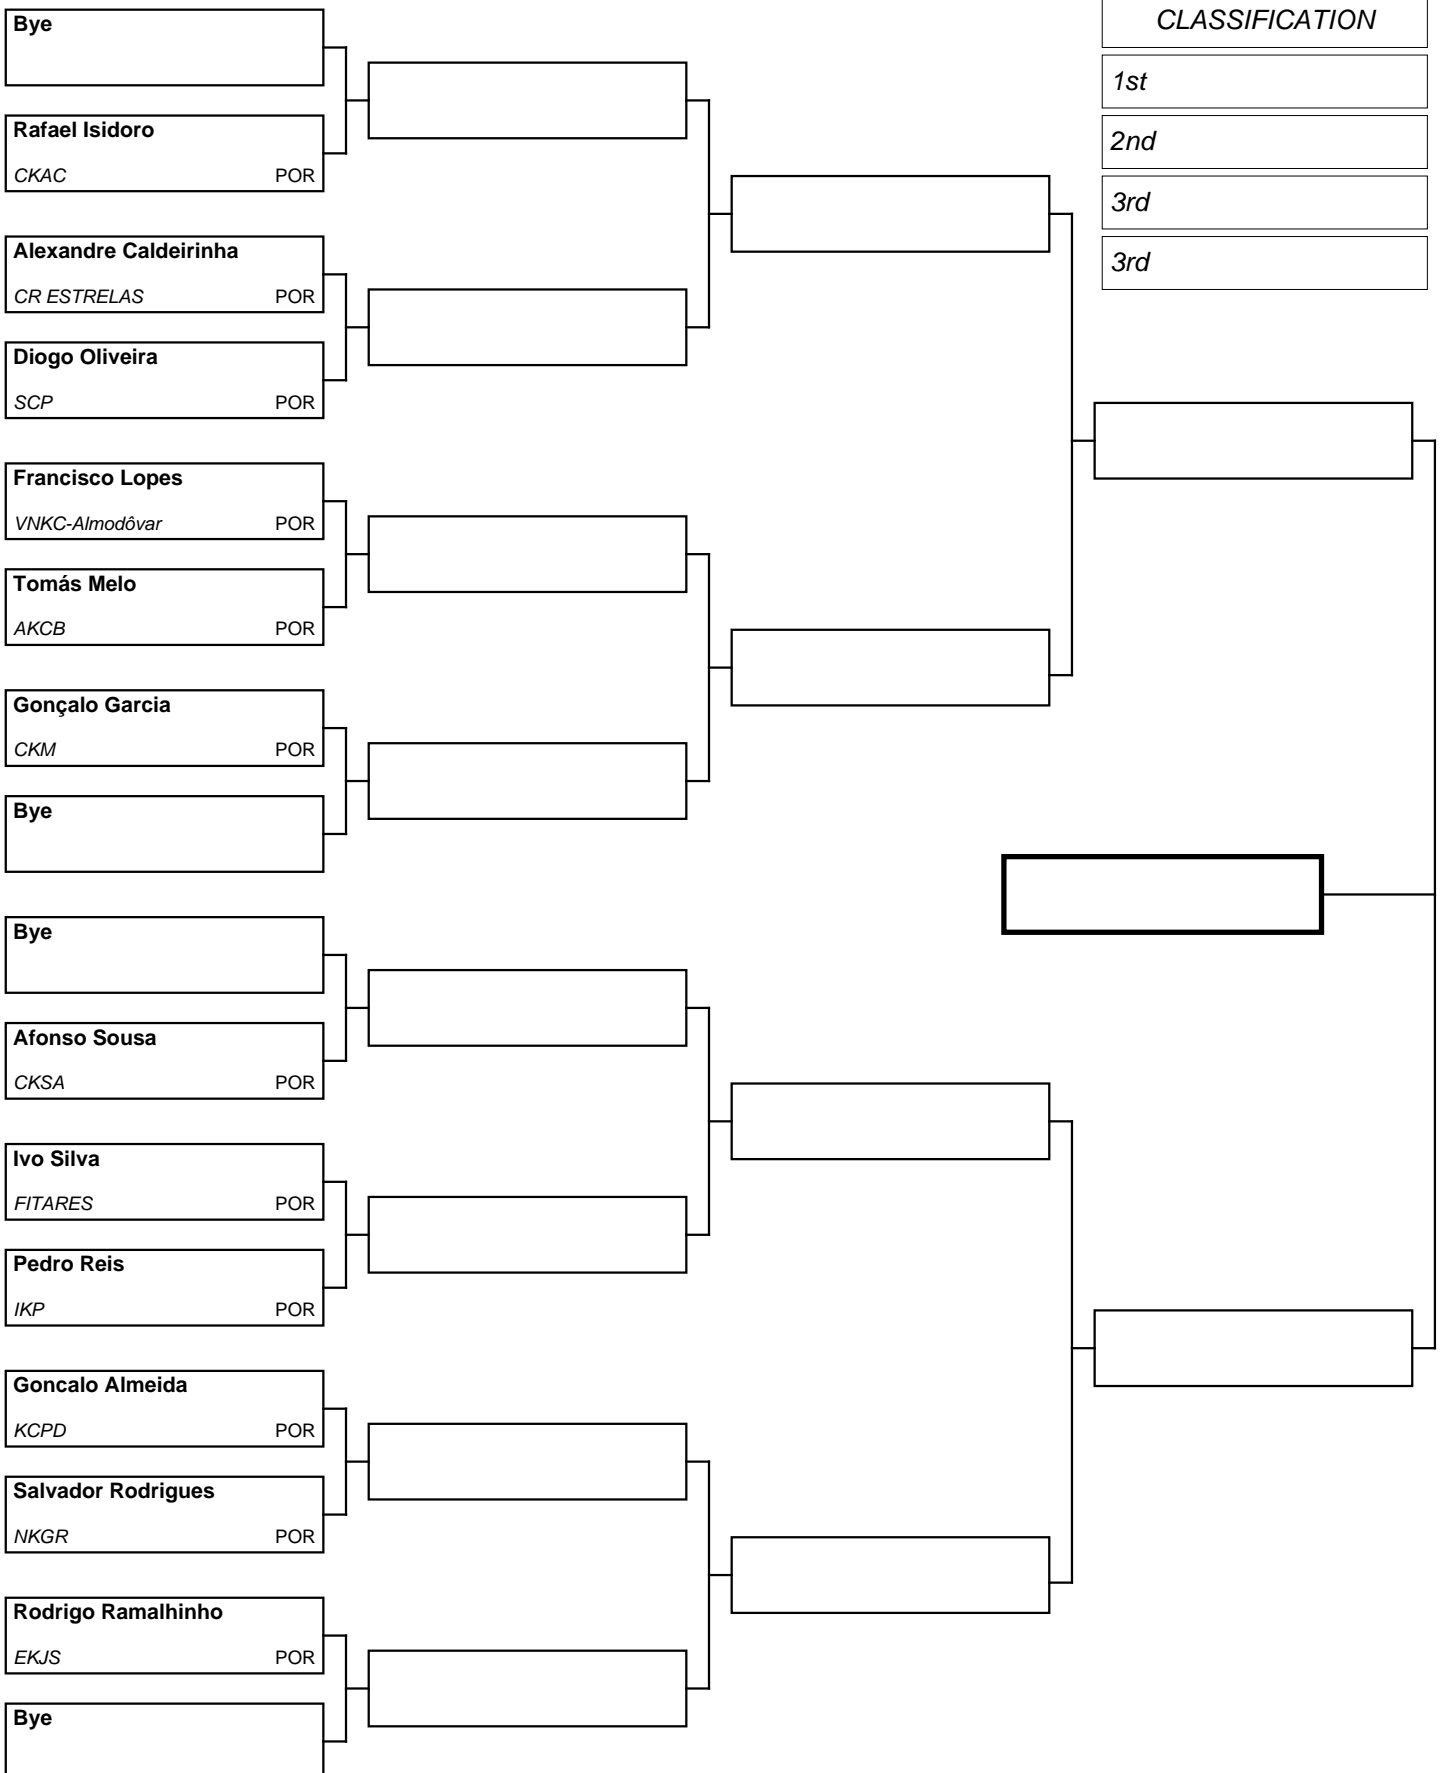 Bye
Rafael Isidoro
CKAC POR
Alexandre Caldeirinha
CR ESTRELAS POR
Diogo Oliveira
SCP POR
Francisco Lopes
VNKC-Almodôvar POR
Tomás Melo
AKCB POR
Gonçalo Garcia
CKM POR
Bye
Bye
Afonso Sousa
CKSA POR
Ivo Silva
FITARES POR
Pedro Reis
IKP POR
Goncalo Almeida
KCPD POR
Salvador Rodrigues
NKGR POR
Rodrigo Ramalhinho
EKJS POR
Bye
CLASSIFICATION
1st
2nd
3rd
3rd